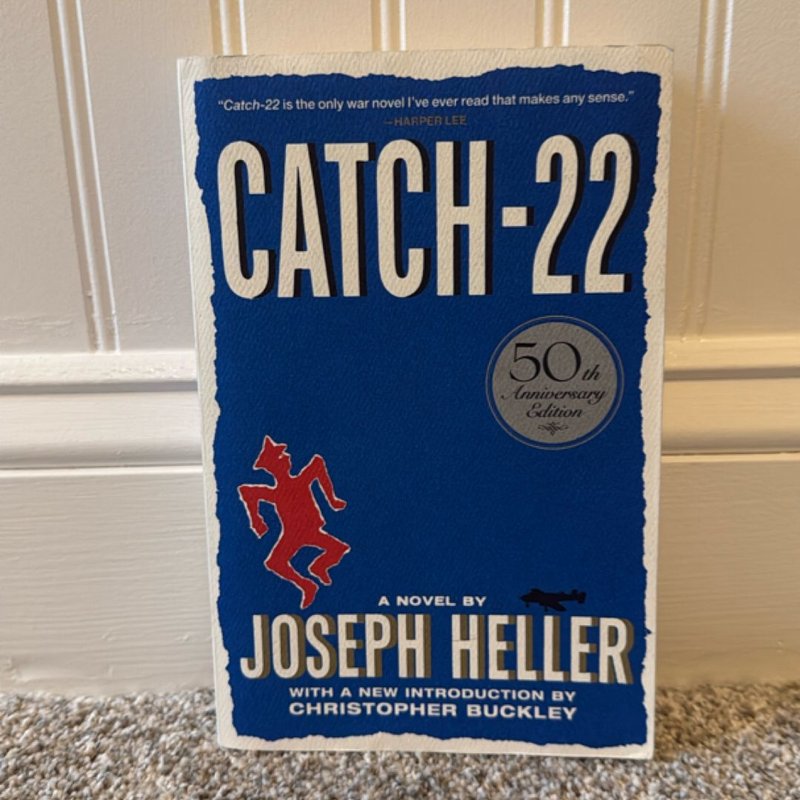 “Catch-22 is the only war novel I’ve ever read that makes any sense.”
—HARPER LEE
CATCH-22
50th
Anniversary
Edition
A NOVEL BY
JOSEPH HELLER
WITH A NEW INTRODUCTION BY
CHRISTOPHER BUCKLEY